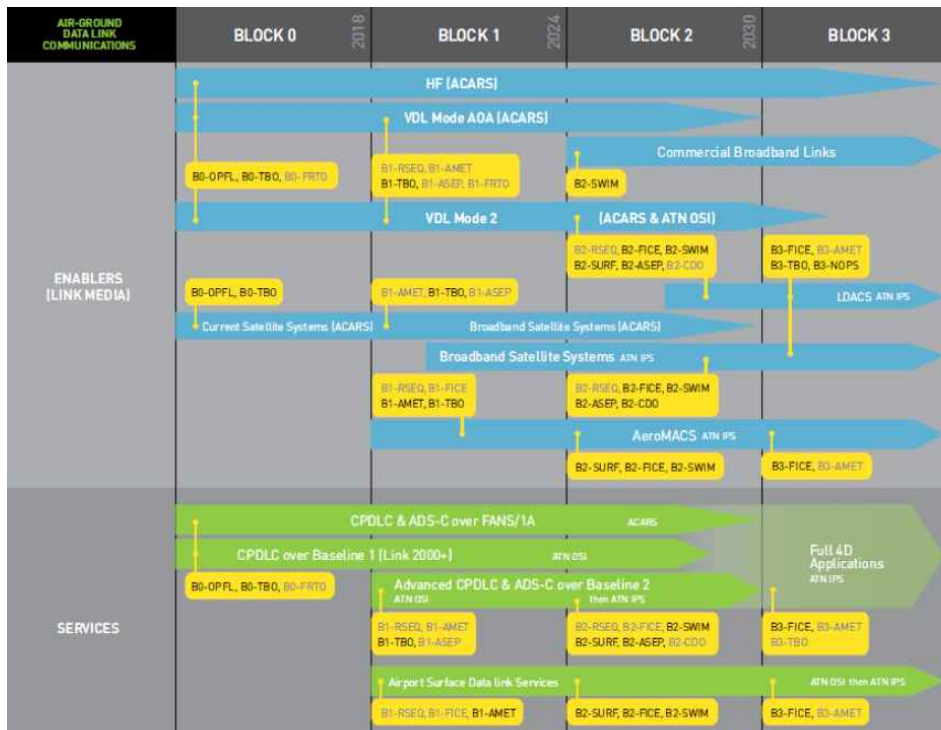 AIR-GROUND
DATA LINK
COMMUNICATIONS
BLOCK 0
2018
BLOCK 1
2024
BLOCK 2
2030
BLOCK 3
HF (ACARS)
VDL Mode AOA (ACARS)
Commercial Broadband Links
B0-OPFL, B0-TBO, B0-FRTO
B1-RSEQ, B1-AMET
B1-TBO, B1-ASEP, B1-FRTO
B2-SWIM
VDL Mode 2
(ACARS & ATN OSI)
B2-RSEQ, B2-FICE, B2-SWIM
B2-SURF, B2-ASEP, B2-CDO
B3-FICE, B3-AMET
B3-TBO, B3-NOPS
ENABLERS
(LINK MEDIA)
B0-OPFL, B0-TBO
B1-AMET, B1-TBO, B1-ASEP
LDACS ATN IPS
Current Satellite Systems (ACARS)
Broadband Satellite Systems (ACARS)
Broadband Satellite Systems ATN IPS
B1-RSEQ, B1-FICE
B1-AMET, B1-TBO
B2-RSEQ, B2-FICE, B2-SWIM
B2-ASEP, B2-CDO
AeroMACS ATN IPS
B2-SURF, B2-FICE, B2-SWIM
B3-FICE, B3-AMET
CPDLC & ADS-C over FANS/1A
ACARS
CPDLC over Baseline 1 (Link 2000+)
ATN OSI
Full 4D
Applications
ATN IPS
B0-OPFL, B0-TBO, B0-FRTO
Advanced CPDLC & ADS-C over Baseline 2
ATN OSI
then ATN IPS
SERVICES
B1-RSEQ, B1-AMET
B1-TBO, B1-ASEP
B2-RSEQ, B2-FICE, B2-SWIM
B2-SURF, B2-ASEP, B2-CDO
B3-FICE, B3-AMET
B3-TBO
Airport Surface Data link Services
ATN OSI then ATN IPS
B1-RSEQ, B1-FICE, B1-AMET
B2-SURF, B2-FICE, B2-SWIM
B3-FICE, B3-AMET